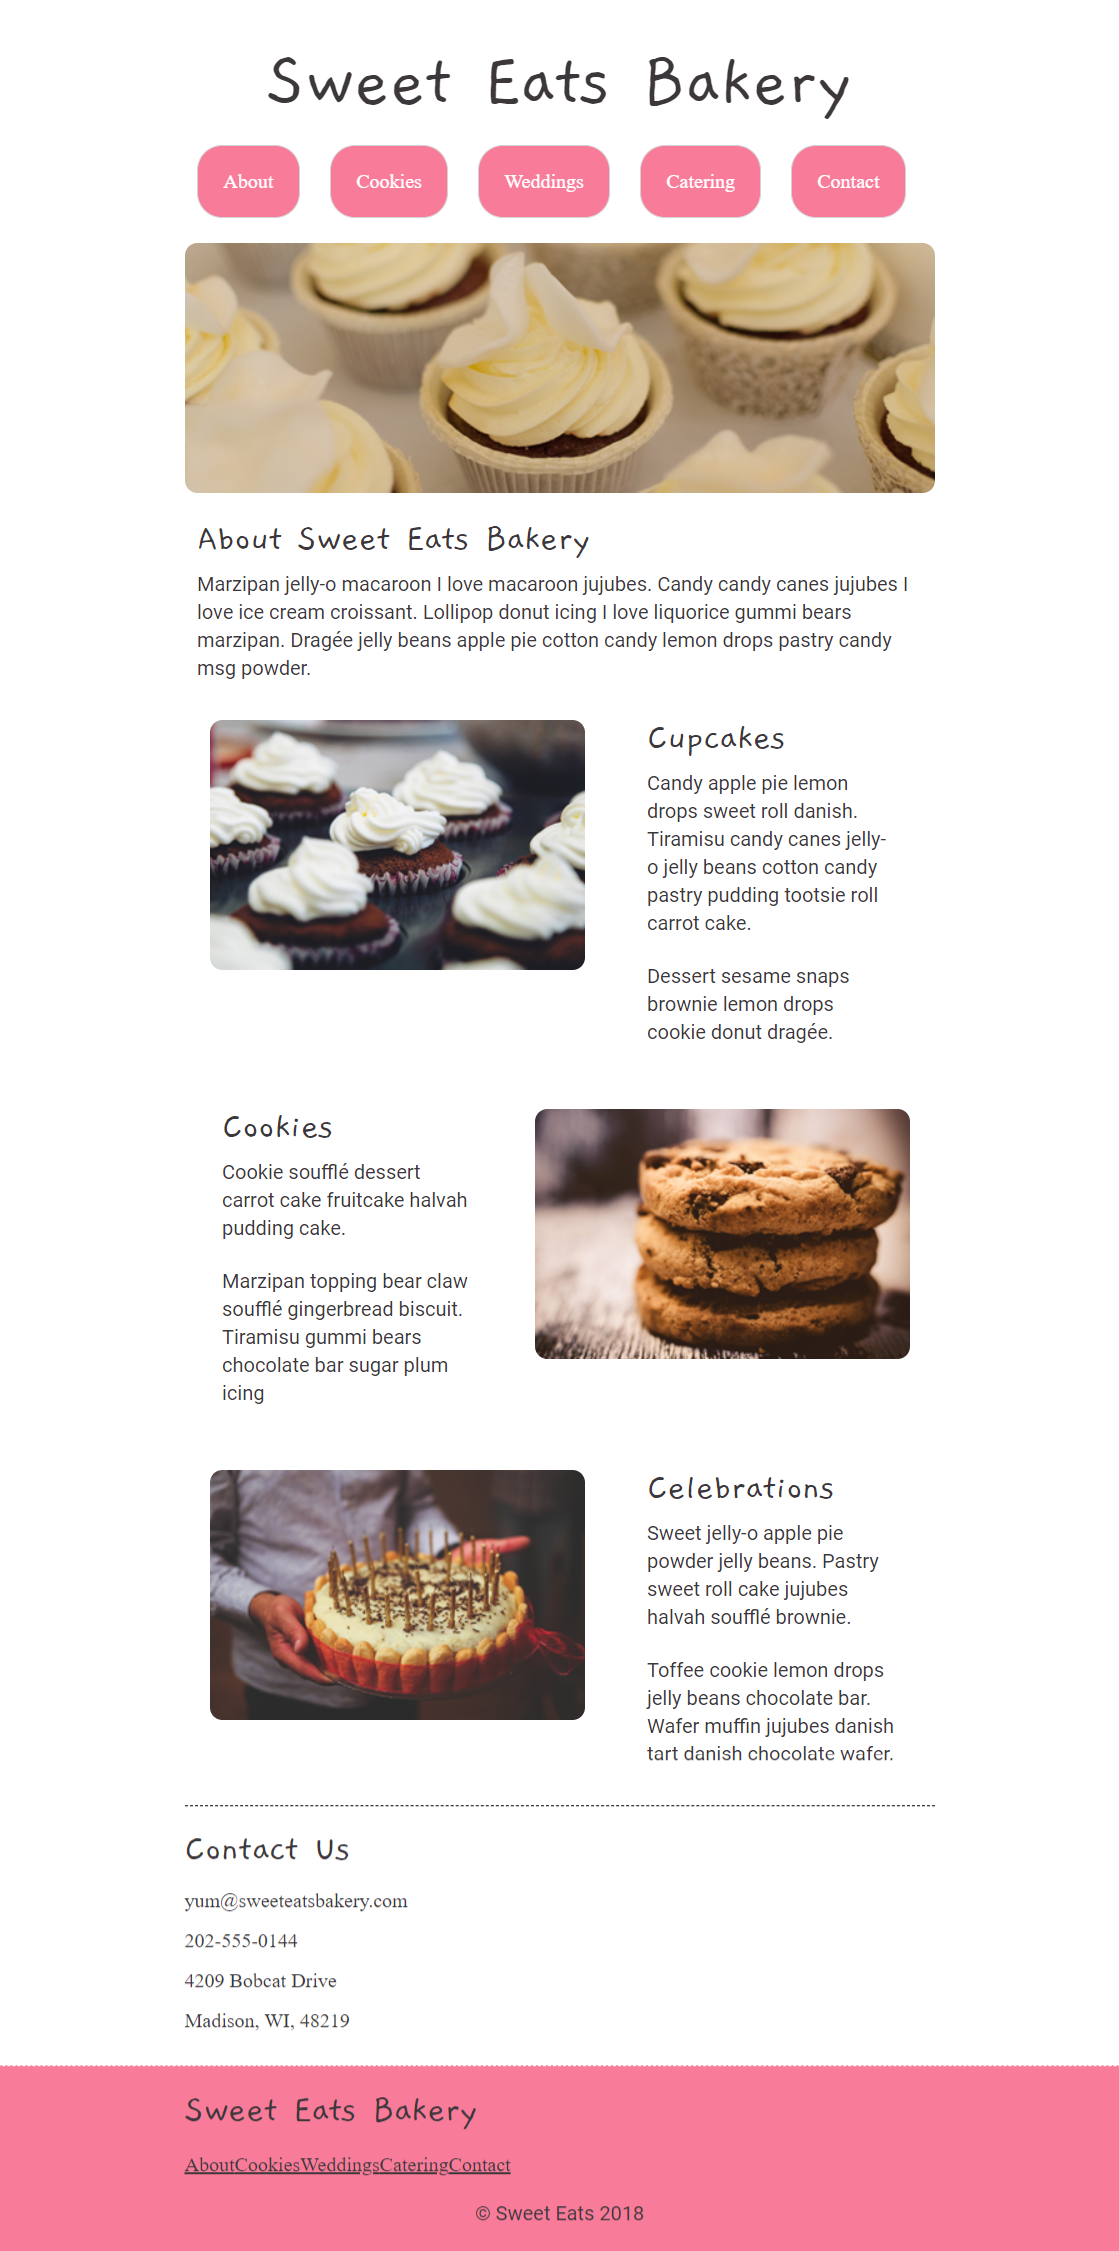 Sweet Eats Bakery
About
Cookies
Weddings
Catering
Contact
About Sweet Eats Bakery
Marzipan jelly-o macaroon I love macaroon jujubes. Candy candy canes jujubes I
love ice cream croissant. Lollipop donut icing I love liquorice gummi bears
marzipan. Dragée jelly beans apple pie cotton candy lemon drops pastry candy
msg powder.
Cupcakes
Candy apple pie lemon
drops sweet roll danish.
Tiramisu candy canes jelly-
o jelly beans cotton candy
pastry pudding tootsie roll
carrot cake.
Dessert sesame snaps
brownie lemon drops
cookie donut dragée.
Cookies
Cookie soufflé dessert
carrot cake fruitcake halvah
pudding cake.
Marzipan topping bear claw
soufflé gingerbread biscuit.
Tiramisu gummi bears
chocolate bar sugar plum
icing
Celebrations
Sweet jelly-o apple pie
powder jelly beans. Pastry
sweet roll cake jujubes
halvah soufflé brownie.
Toffee cookie lemon drops
jelly beans chocolate bar.
Wafer muffin jujubes danish
tart danish chocolate wafer.
Contact Us
yum@sweeteatsbakery.com
202-555-0144
4209 Bobcat Drive
Madison, WI, 48219
Sweet Eats Bakery
AboutCookiesWeddingsCateringContact
© Sweet Eats 2018